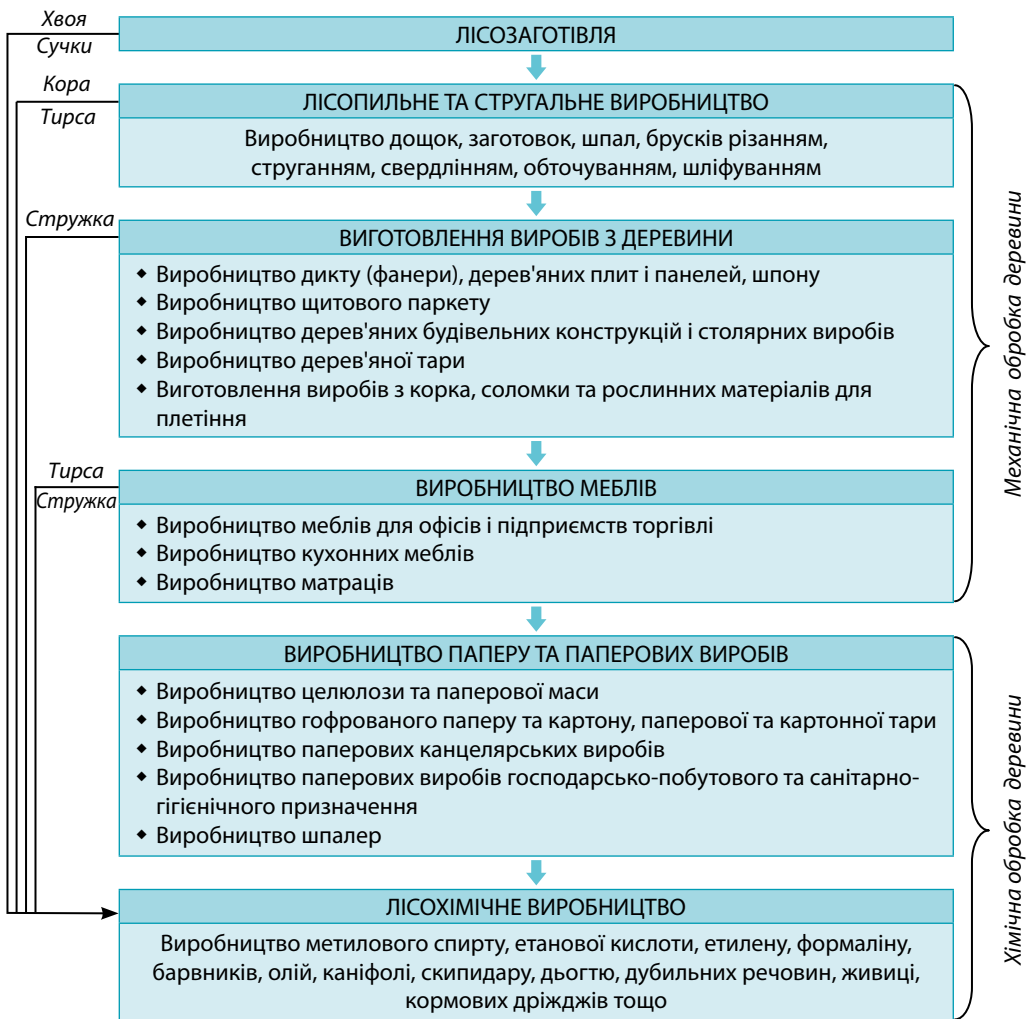 Хвоя
Сучки
ЛІСОЗАГОТІВЛЯ
Кора
Тирса
ЛІСОПИЛЬНЕ ТА СТРУГАЛЬНЕ ВИРОБНИЦТВО
Виробництво дощок, заготовок, шпал, брусків різанням,
струганням, свердлінням, обточуванням, шліфуванням
Стружка
ВИГОТОВЛЕННЯ ВИРОБІВ З ДЕРЕВИНИ
◆ Виробництво дикту (фанери), дерев'яних плит і панелей, шпону
◆ Виробництво щитового паркету
◆ Виробництво дерев'яних будівельних конструкцій і столярних виробів
◆ Виробництво дерев'яної тари
◆ Виготовлення виробів з корка, соломки та рослинних матеріалів для
плетіння
Тирса
Стружка
ВИРОБНИЦТВО МЕБЛІВ
◆ Виробництво меблів для офісів і підприємств торгівлі
◆ Виробництво кухонних меблів
◆ Виробництво матраців
Механічна обробка деревини
ВИРОБНИЦТВО ПАПЕРУ ТА ПАПЕРОВИХ ВИРОБІВ
◆ Виробництво целюлози та паперової маси
◆ Виробництво гофрованого паперу та картону, паперової та картонної тари
◆ Виробництво паперових канцелярських виробів
◆ Виробництво паперових виробів господарсько-побутового та санітарно-
гігієнічного призначення
◆ Виробництво шпалер
ЛІСОХІМІЧНЕ ВИРОБНИЦТВО
Виробництво метилового спирту, етанової кислоти, етилену, формаліну,
барвників, олій, каніфолі, скипидару, дьогтю, дубильних речовин, живиці,
кормових дріжджів тощо
Хімічна обробка деревини